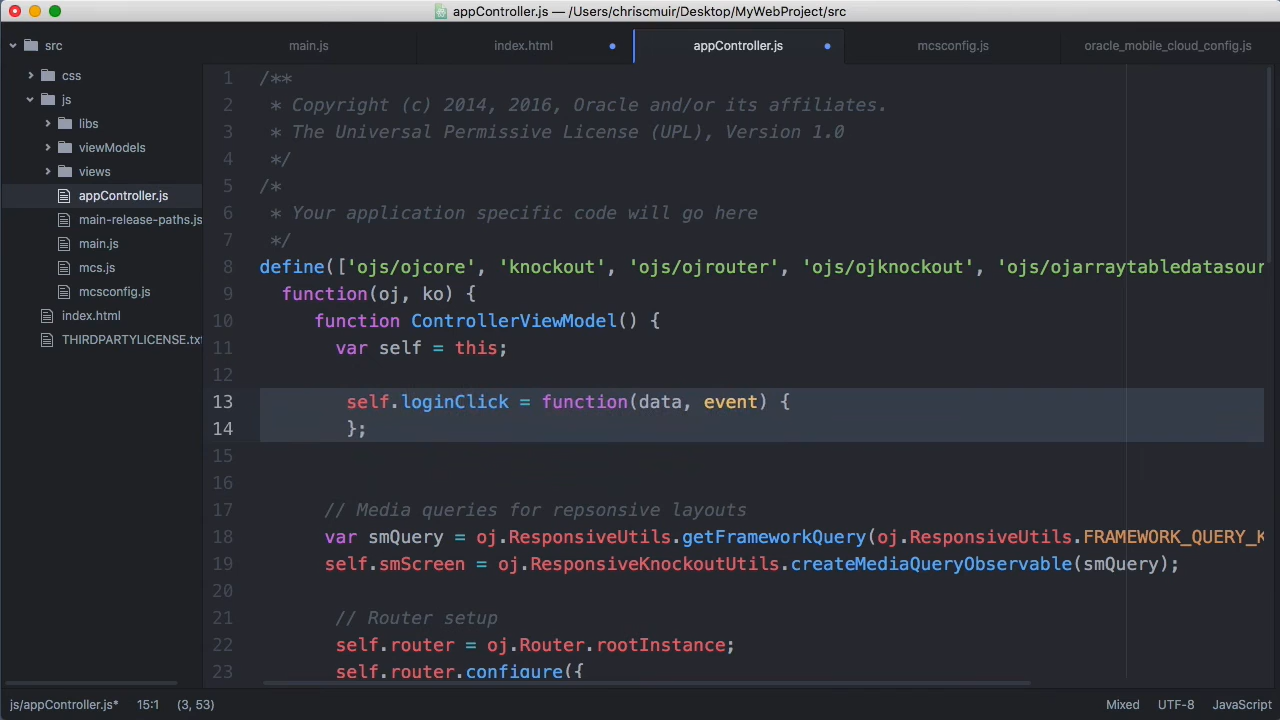 appController.js — /Users/chriscmuir/Desktop/MyWebProject/src
src
css
js
libs
viewModels
views
appController.js
main-release-paths.js
main.js
mcs.js
mcsconfig.js
index.html
THIRDPARTYLICENSE.txt
main.js
index.html
appController.js
mcsconfig.js
oracle_mobile_cloud_config.js
1 /**
2 * Copyright (c) 2014, 2016, Oracle and/or its affiliates.
3 * The Universal Permissive License (UPL), Version 1.0
4 */
5 /*
6 * Your application specific code will go here
7 */
8 define(['ojs/ojcore', 'knockout', 'ojs/ojrouter', 'ojs/ojknockout', 'ojs/ojarraytabledatasour
9 function(oj, ko) {
10 function ControllerViewModel() {
11 var self = this;
12
13 self.loginClick = function(data, event) {
14 };
15
16
17 // Media queries for repsonsive layouts
18 var smQuery = oj.ResponsiveUtils.getFrameworkQuery(oj.ResponsiveUtils.FRAMEWORK_QUERY_K
19 self.smScreen = oj.ResponsiveKnockoutUtils.createMediaQueryObservable(smQuery);
20
21 // Router setup
22 self.router = oj.Router.rootInstance;
23 self.router.configure({
js/appController.js* 15:1 (3, 53) Mixed UTF-8 JavaScript